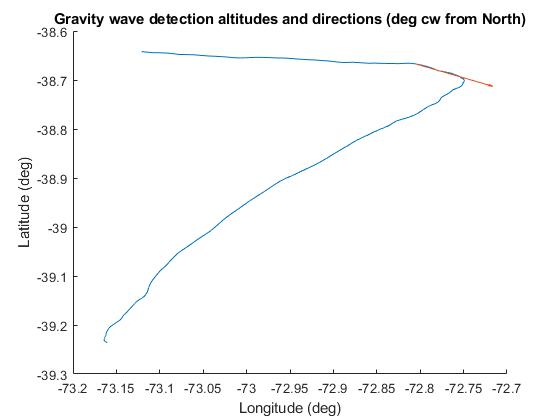 Gravity wave detection altitudes and directions (deg cw from North)
-38.6
-38.7
-38.8
-38.9
-39
-39.1
-39.2
-39.3
Latitude (deg)
-73.2 -73.15 -73.1 -73.05 -73 -72.95 -72.9 -72.85 -72.8 -72.75 -72.7
Longitude (deg)